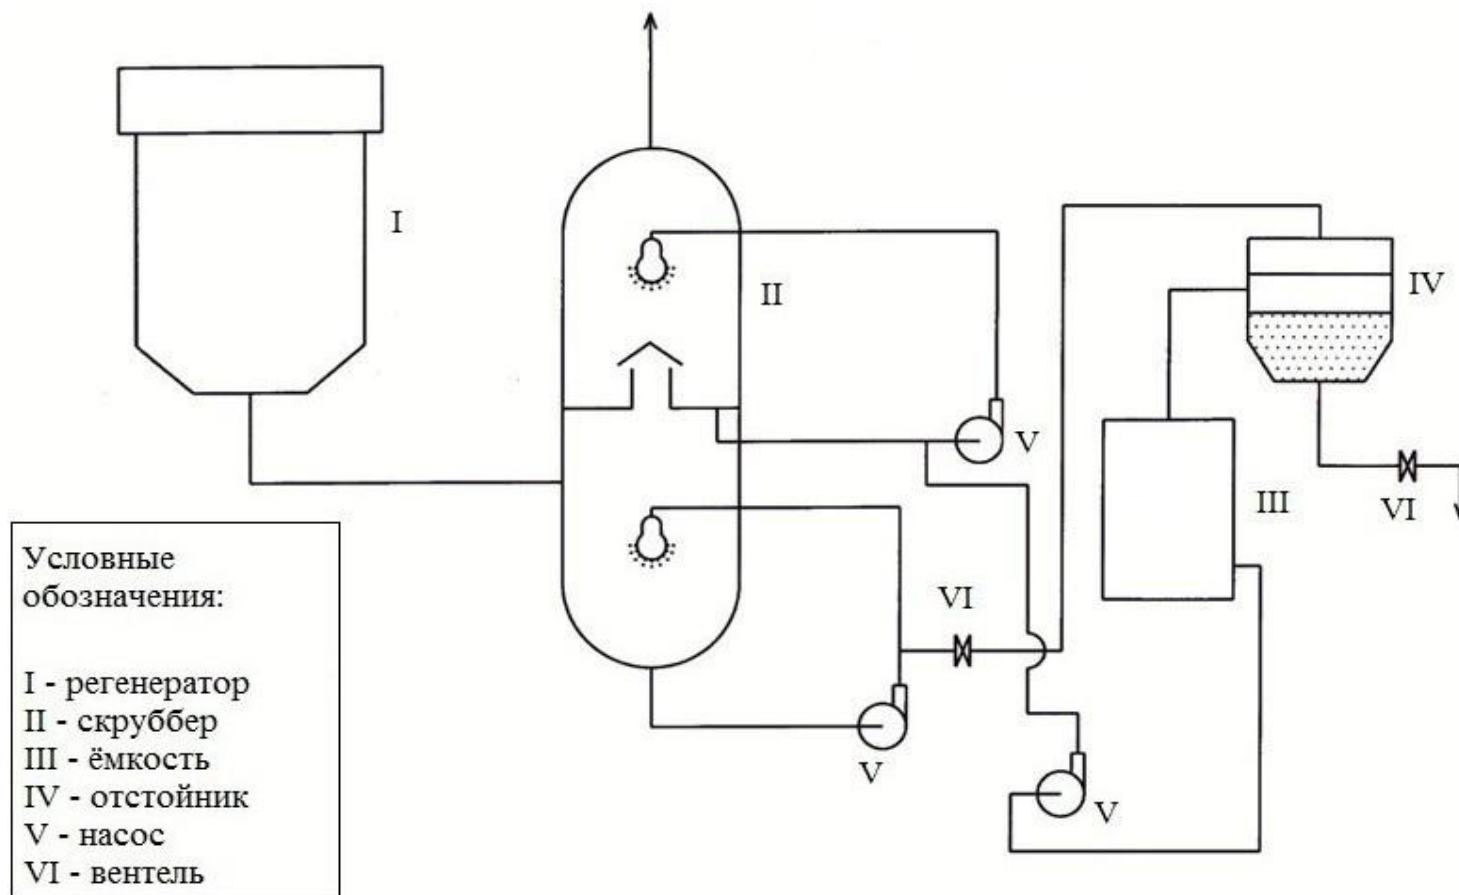 I
II
IV
V
III
VI
VI
V
V
Условные
обозначения:
I - регенератор
II - скруббер
III - ёмкость
IV - отстойник
V - насос
VI - вентель